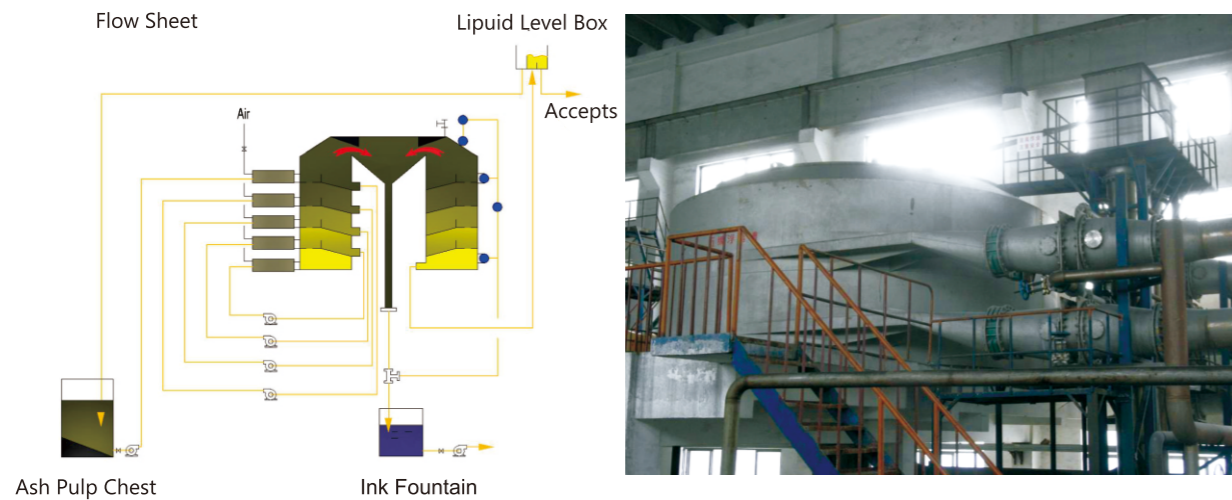 Flow Sheet
Lipuid Level Box
Accepts
Air
Ash Pulp Chest
Ink Fountain